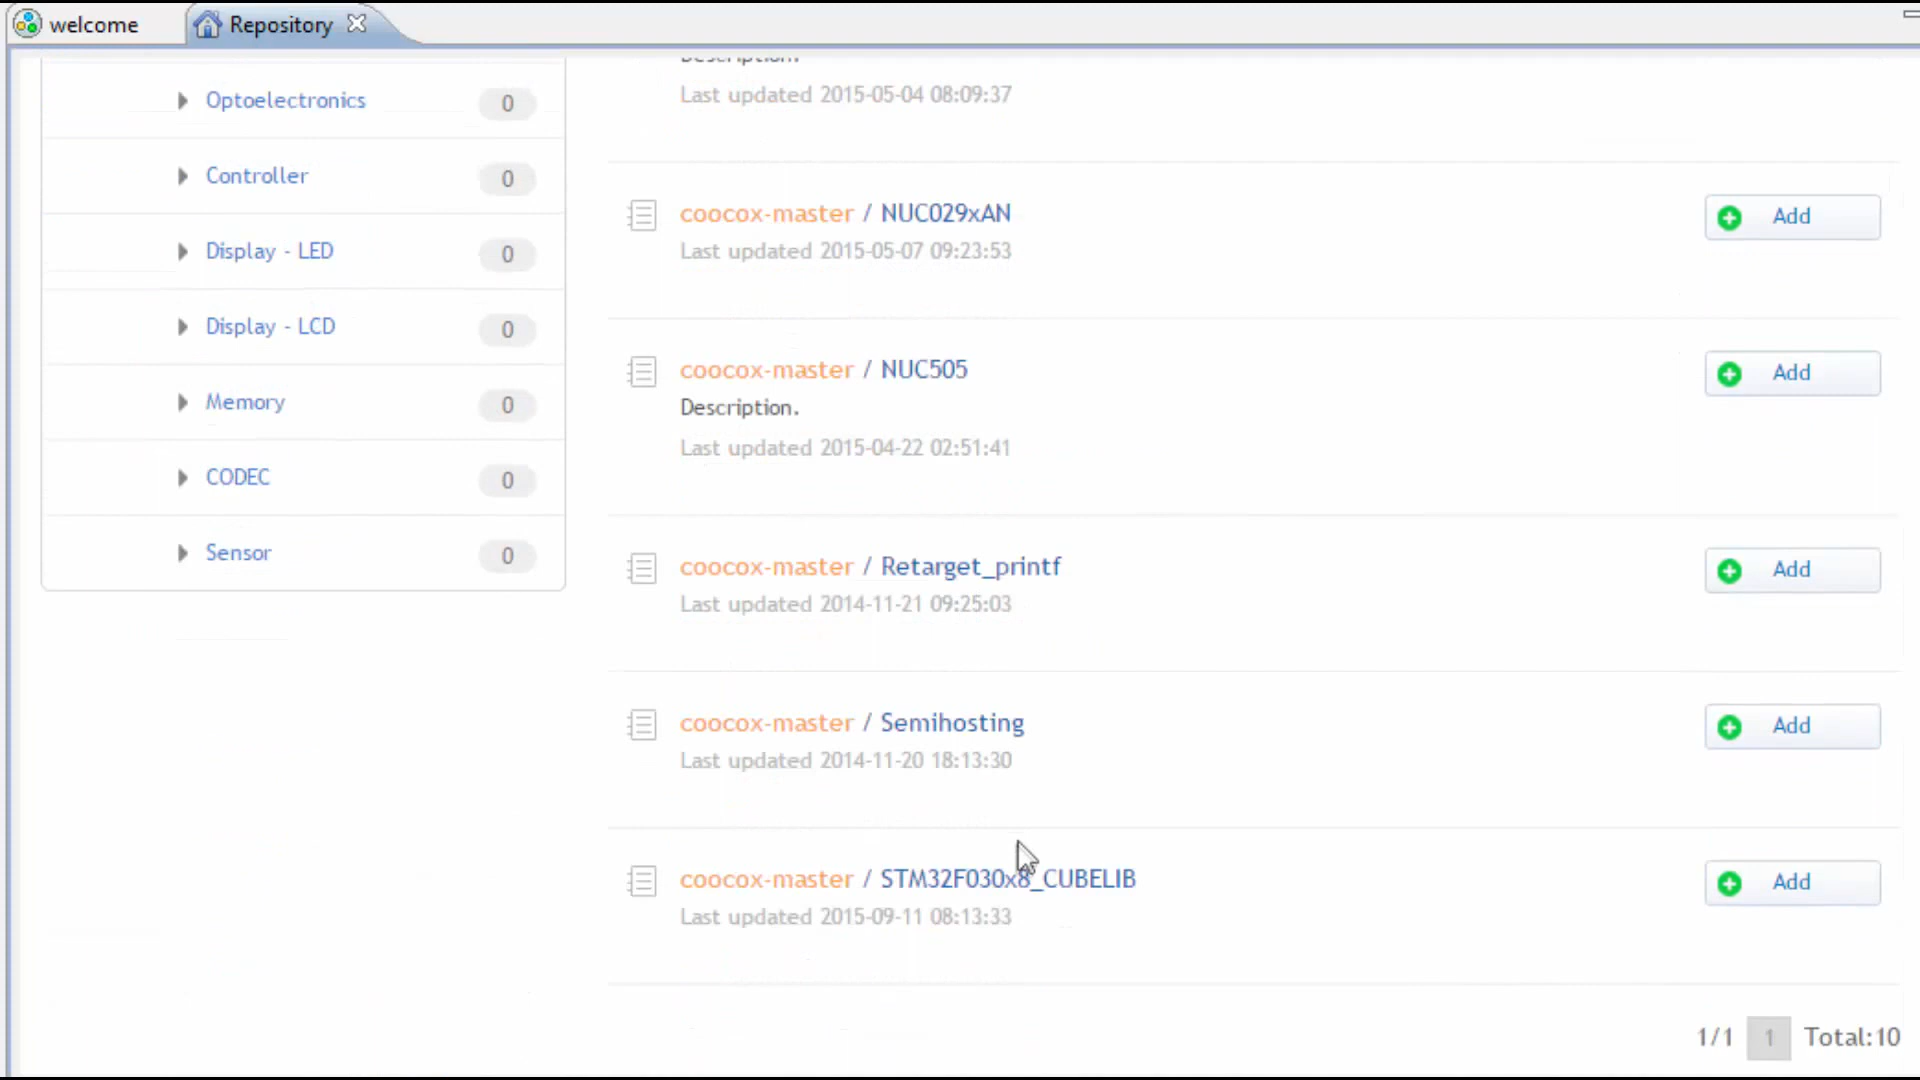 welcome
Repository
Optoelectronics 0
Controller 0
Display - LED 0
Display - LCD 0
Memory 0
CODEC 0
Sensor 0
Description.
Last updated 2015-05-04 08:09:37
coocox-master / NUC029xAN
Add
Last updated 2015-05-07 09:23:53
coocox-master / NUC505
Add
Description.
Last updated 2015-04-22 02:51:41
coocox-master / Retarget_printf
Add
Last updated 2014-11-21 09:25:03
coocox-master / Semihosting
Add
Last updated 2014-11-20 18:13:30
coocox-master / STM32F030x8_CUBELIB
Add
Last updated 2015-09-11 08:13:33
1/1 1 Total:10